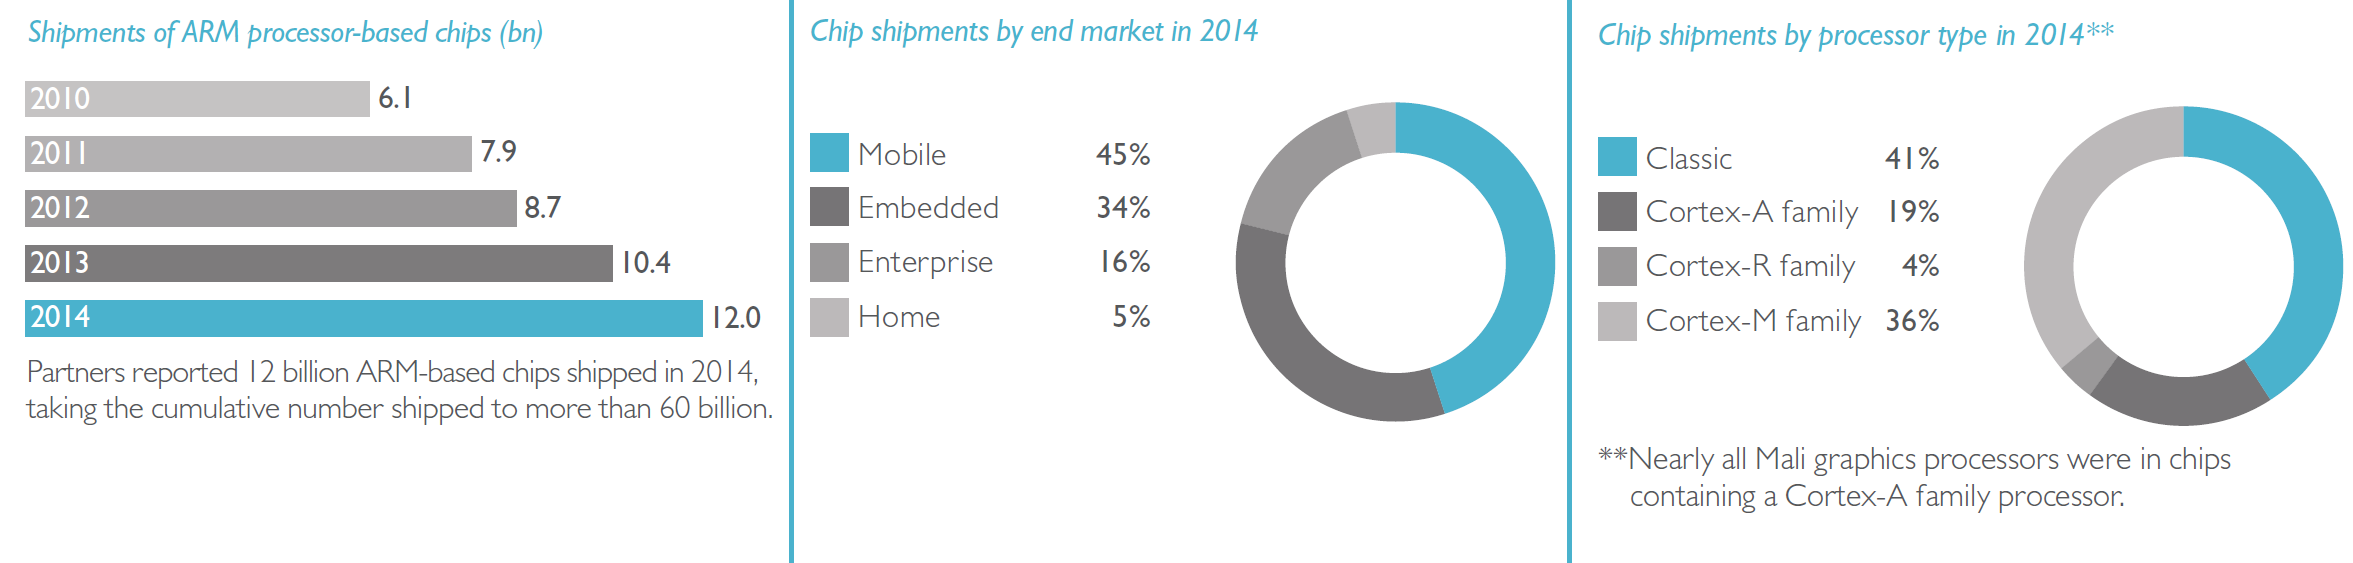 Shipments of ARM processor-based chips (bn)
2010 6.1
2011 7.9
2012 8.7
2013 10.4
2014 12.0
Partners reported 12 billion ARM-based chips shipped in 2014,
taking the cumulative number shipped to more than 60 billion.
Chip shipments by end market in 2014
Mobile 45%
Embedded 34%
Enterprise 16%
Home 5%
Chip shipments by processor type in 2014**
Classic 41%
Cortex-A family 19%
Cortex-R family 4%
Cortex-M family 36%
**Nearly all Mali graphics processors were in chips
containing a Cortex-A family processor.